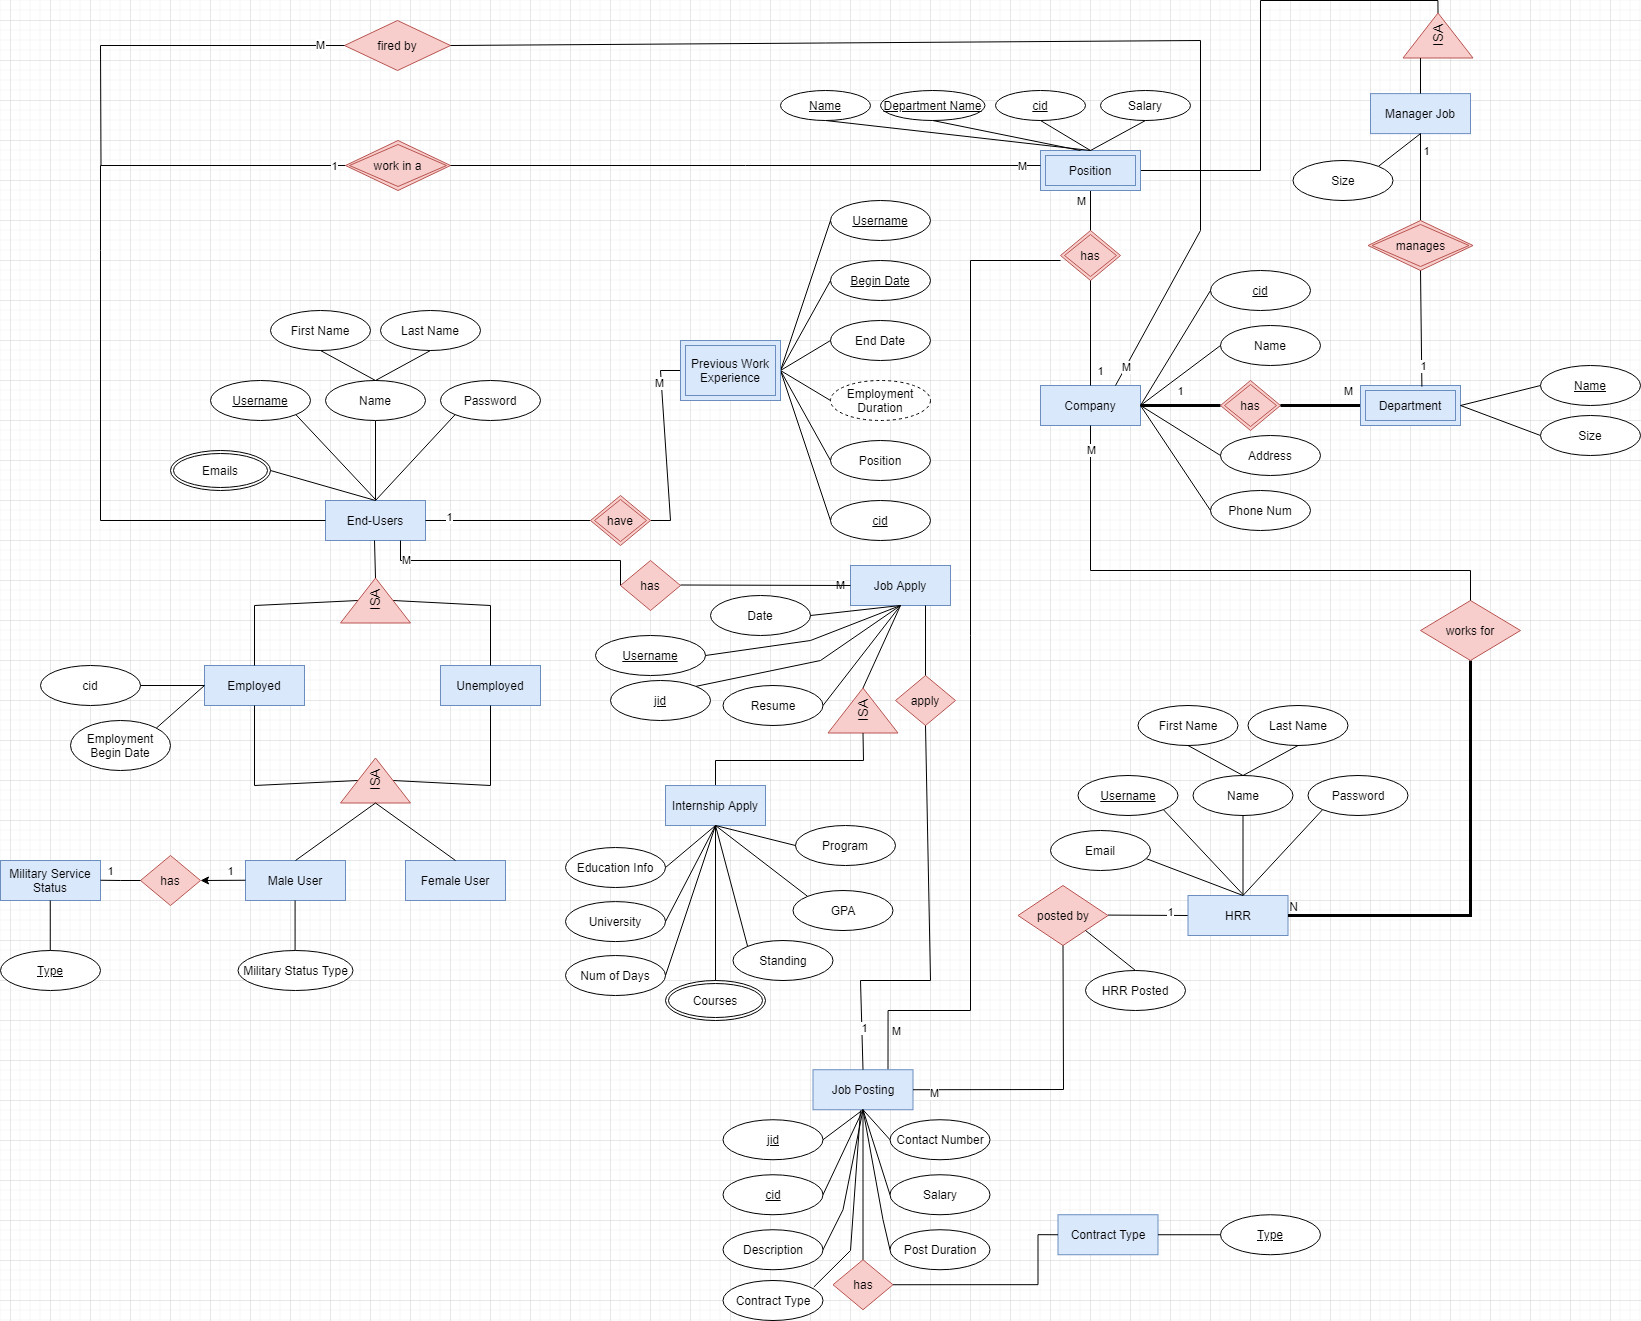 ISA
M
fired by
Name
Department Name
cid
Salary
Manager Job
1
work in a
M
Position
1
Size
M
Username
manages
has
Begin Date
cid
First Name
Last Name
End Date
Name
Previous Work
Experience
M
1
M
1
M
1
Username
Name
Password
Employment
Duration
Company
has
Department
Name
Size
Emails
Position
M
Address
End-Users
1
have
cid
Phone Num
M
has
M
Job Apply
ISA
Date
works for
Username
cid
Employed
Unemployed
jid
Resume
ISA
apply
Employment
Begin Date
First Name
Last Name
ISA
Internship Apply
Username
Name
Password
Program
Email
Education Info
Military Service
Status
1
has
1
Male User
Female User
GPA
University
posted by
1
HRR
N
Type
Military Status Type
Num of Days
Standing
HRR Posted
Courses
1
M
Job Posting
M
jid
Contact Number
cid
Salary
Description
Post Duration
Contract Type
Type
Contract Type
has